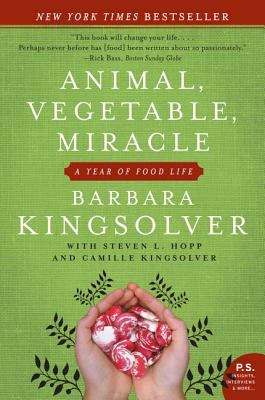 NEW YORK TIMES BESTSELLER
"This book will change your life. . . .
Perhaps never before has [food] been written about so passionately."
—Rick Bass, Boston Sunday Globe
ANIMAL,
VEGETABLE,
MIRACLE
A YEAR OF FOOD LIFE
BARBARA
KINGSOLVER
WITH STEVEN L. HOPP
AND CAMILLE KINGSOLVER
P.S.
INSIGHTS,
INTERVIEWS
& MORE...